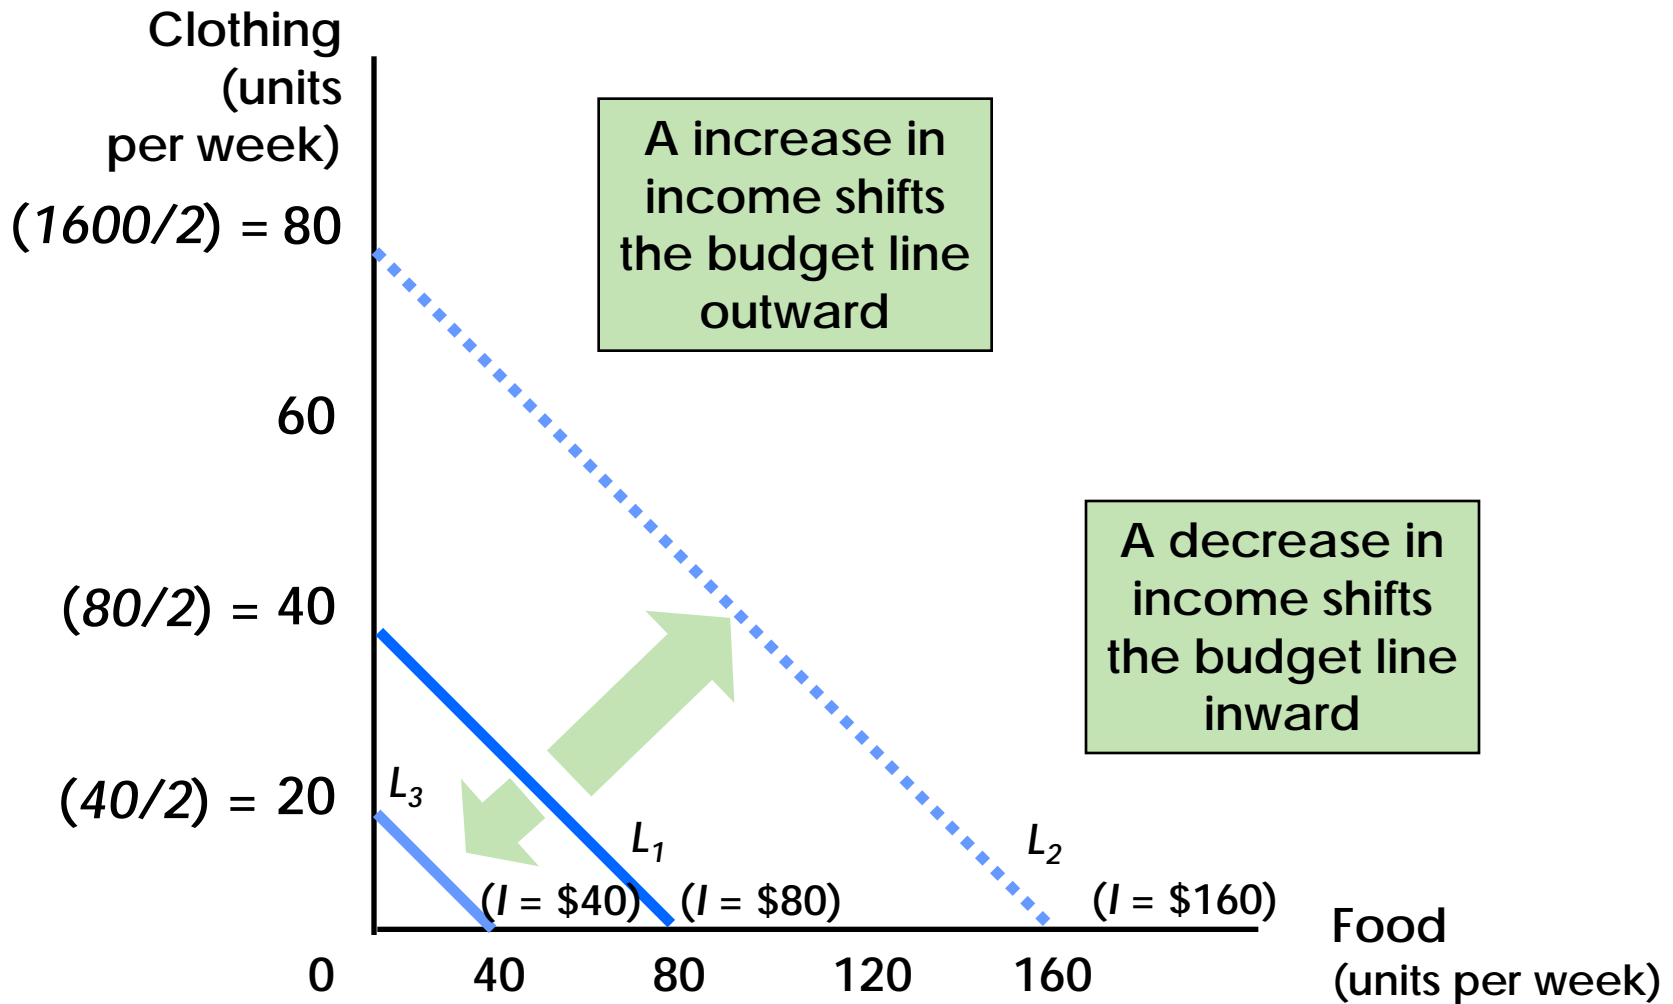 Clothing
(units
per week)
(1600/2) = 80
A increase in
income shifts
the budget line
outward
60
A decrease in
income shifts
the budget line
inward
(80/2) = 40
(40/2) = 20
L3
L1
L2
(I = $40)
(I = $80)
(I = $160)
Food
(units per week)
0
40
80
120
160